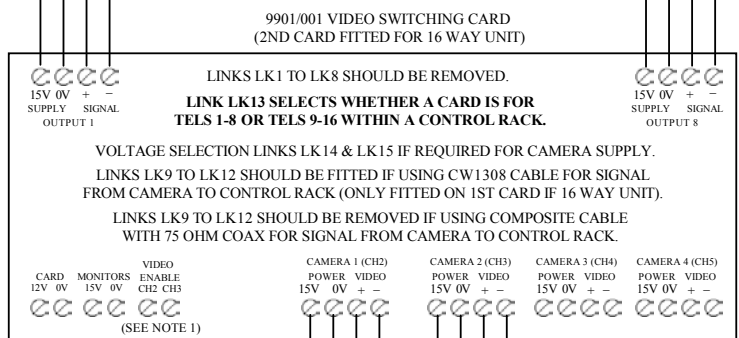 9901/001 VIDEO SWITCHING CARD
(2ND CARD FITTED FOR 16 WAY UNIT)
LINKS LK1 TO LK8 SHOULD BE REMOVED.
15V 0V + −
SUPPLY SIGNAL
OUTPUT 1
15V 0V + −
SUPPLY SIGNAL
OUTPUT 8
LINK LK13 SELECTS WHETHER A CARD IS FOR
TELS 1-8 OR TELS 9-16 WITHIN A CONTROL RACK.
VOLTAGE SELECTION LINKS LK14 & LK15 IF REQUIRED FOR CAMERA SUPPLY.
LINKS LK9 TO LK12 SHOULD BE FITTED IF USING CW1308 CABLE FOR SIGNAL
FROM CAMERA TO CONTROL RACK (ONLY FITTED ON 1ST CARD IF 16 WAY UNIT).
LINKS LK9 TO LK12 SHOULD BE REMOVED IF USING COMPOSITE CABLE
WITH 75 OHM COAX FOR SIGNAL FROM CAMERA TO CONTROL RACK.
CARD
12V 0V
MONITORS
15V 0V
VIDEO
ENABLE
CH2 CH3
(SEE NOTE 1)
CAMERA 1 (CH2)
POWER VIDEO
15V 0V + −
CAMERA 2 (CH3)
POWER VIDEO
15V 0V + −
CAMERA 3 (CH4)
POWER VIDEO
15V 0V + −
CAMERA 4 (CH5)
POWER VIDEO
15V 0V + −